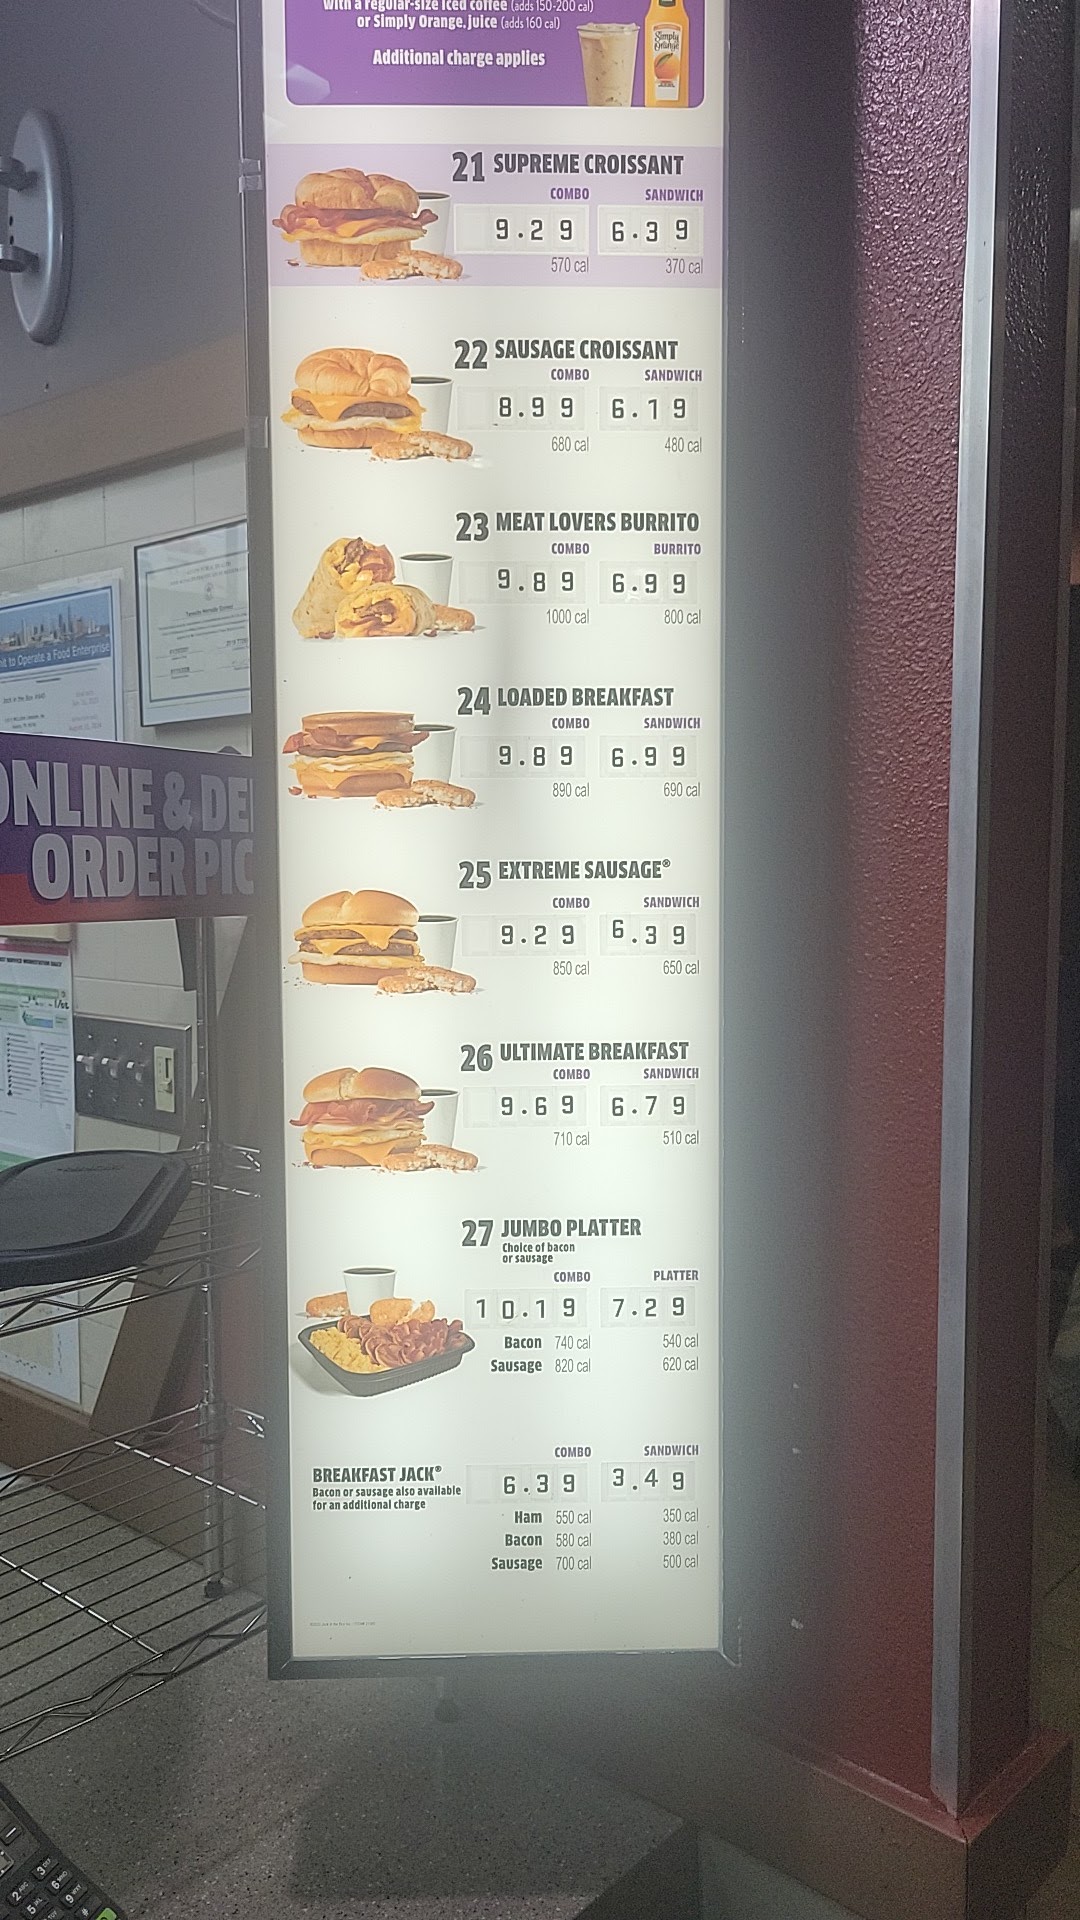 with a regular-size iced coffee (adds 150-200 cal)
or Simply Orange juice (adds 160 cal)
Additional charge applies
Simply
Orange
21 SUPREME CROISSANT
COMBO SANDWICH
9.29 6.39
570 cal 370 cal
22 SAUSAGE CROISSANT
COMBO SANDWICH
8.99 6.19
680 cal 480 cal
23 MEAT LOVERS BURRITO
COMBO BURRITO
9.89 6.99
1000 cal 800 cal
24 LOADED BREAKFAST
COMBO SANDWICH
9.89 6.99
890 cal 690 cal
25 EXTREME SAUSAGE®
COMBO SANDWICH
9.29 6.39
850 cal 650 cal
26 ULTIMATE BREAKFAST
COMBO SANDWICH
9.69 6.79
710 cal 510 cal
27 JUMBO PLATTER
Choice of bacon
or sausage
COMBO PLATTER
10.19 7.29
Bacon 740 cal 540 cal
Sausage 820 cal 620 cal
COMBO SANDWICH
BREAKFAST JACK® 6.39 3.49
Bacon or sausage also available
for an additional charge
Ham 550 cal 350 cal
Bacon 580 cal 380 cal
Sausage 700 cal 500 cal
to Operate a Food Enterprise
ONLINE & DE
ORDER PIC